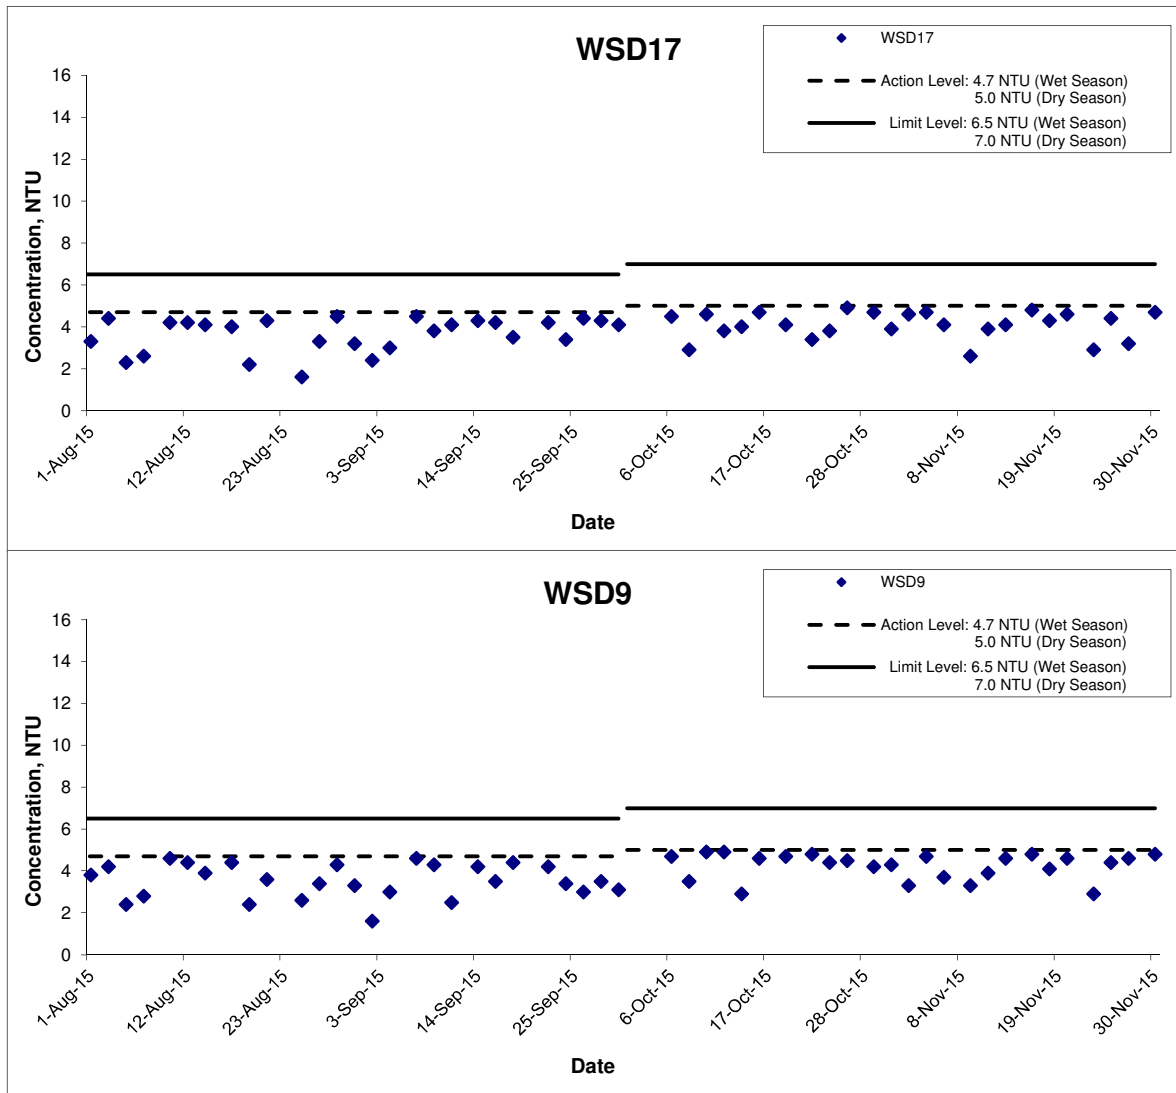 WSD17
WSD17
Action Level: 4.7 NTU (Wet Season)
5.0 NTU (Dry Season)
Limit Level: 6.5 NTU (Wet Season)
7.0 NTU (Dry Season)
Concentration, NTU
16
14
12
10
8
6
4
2
0
1-Aug-15
12-Aug-15
23-Aug-15
3-Sep-15
14-Sep-15
25-Sep-15
6-Oct-15
17-Oct-15
28-Oct-15
8-Nov-15
19-Nov-15
30-Nov-15
Date
WSD9
WSD9
Action Level: 4.7 NTU (Wet Season)
5.0 NTU (Dry Season)
Limit Level: 6.5 NTU (Wet Season)
7.0 NTU (Dry Season)
Concentration, NTU
16
14
12
10
8
6
4
2
0
1-Aug-15
12-Aug-15
23-Aug-15
3-Sep-15
14-Sep-15
25-Sep-15
6-Oct-15
17-Oct-15
28-Oct-15
8-Nov-15
19-Nov-15
30-Nov-15
Date